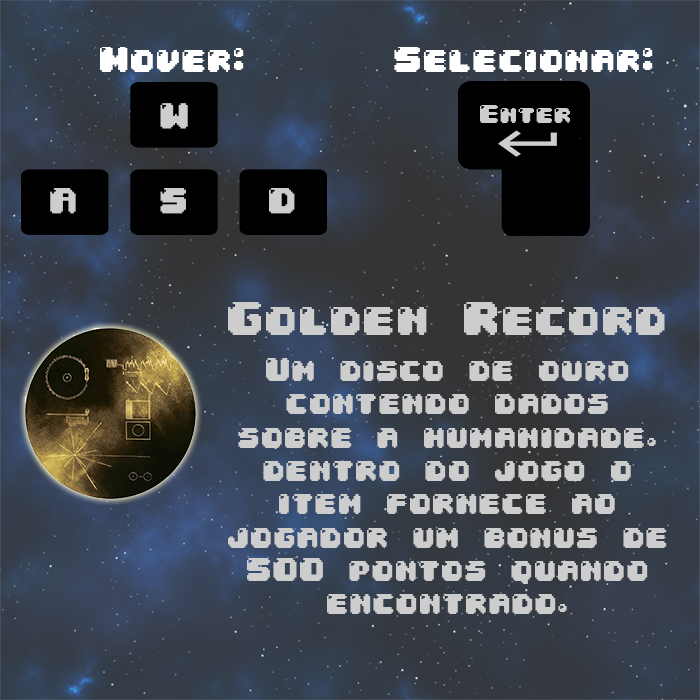 Mover:
Selecionar:
W
Enter
A S D
Golden Record
Um disco de ouro
contendo dados
sobre a humanidade.
dentro do jogo o
item fornece ao
jogador um bonus de
500 pontos quando
encontrado.